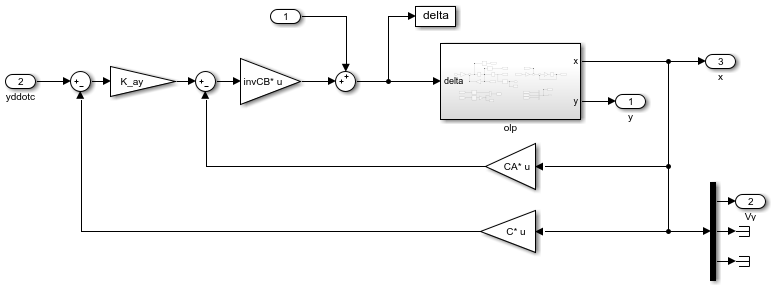 1
delta
2
yddotc
+
−
K_ay
+
−
invCB* u
+
+
delta
x
y
olp
3
x
1
y
CA* u
C* u
2
Vy